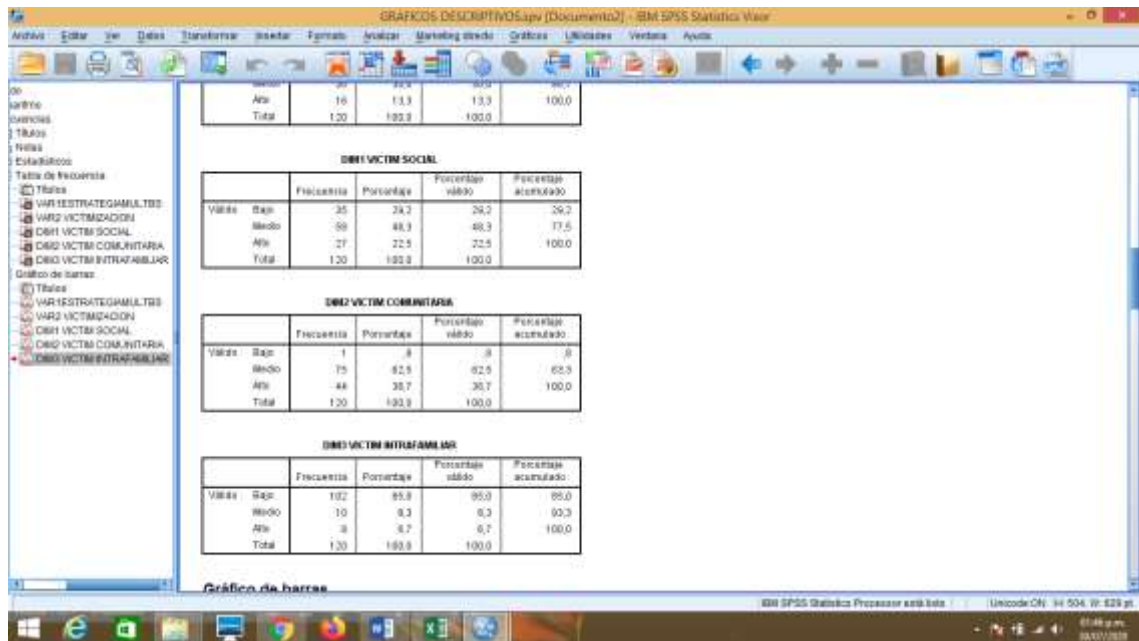 GRAFICOS DESCRIPTIVOS.spv [Documento2] - IBM SPSS Statistics Visor
Archivo Editar Ver Datos Transformar Insertar Formato Analizar Marketing directo Gráficos Utilidades Ventana Ayuda
Títulos
Notas
Estadísticos
Tabla de frecuencia
Títulos
VAR1ESTRATEGIAMULTIS
VAR2 VICTIMIZACION
DIM1 VICTIM SOCIAL
DIM2 VICTIM COMUNITARIA
DIM3 VICTIM INTRAFAMILIAR
Gráfico de barras
Títulos
VAR2 VICTIMIZACION
DIM1 VICTIM SOCIAL
DIM2 VICTIM COMUNITARIA
DIM3 VICTIM INTRAFAMILIAR
Alto 16 13,3 13,3 100,0
Total 120 100,0 100,0
DIM1 VICTIM SOCIAL
Frecuencia Porcentaje Porcentaje válido Porcentaje acumulado
Válido Bajo 35 29,2 29,2 29,2
Medio 48,3 48,3 77,5
Alto 27 22,5 22,5 100,0
Total 120 100,0 100,0
DIM2 VICTIM COMUNITARIA
Frecuencia Porcentaje Porcentaje válido Porcentaje acumulado
Válido Bajo 1 ,8 ,8 ,8
Medio 75 62,5 62,5 63,3
Alto 44 36,7 36,7 100,0
Total 120 100,0 100,0
DIM3 VICTIM INTRAFAMILIAR
Frecuencia Porcentaje Porcentaje válido Porcentaje acumulado
Válido Bajo 102 85,0 85,0 85,0
Medio 10 8,3 8,3 93,3
Alto 8 6,7 6,7 100,0
Total 120 100,0 100,0
Gráfico de barras
IBM SPSS Statistics Processor está listo Unicode:ON H: 504, W: 629 pt.